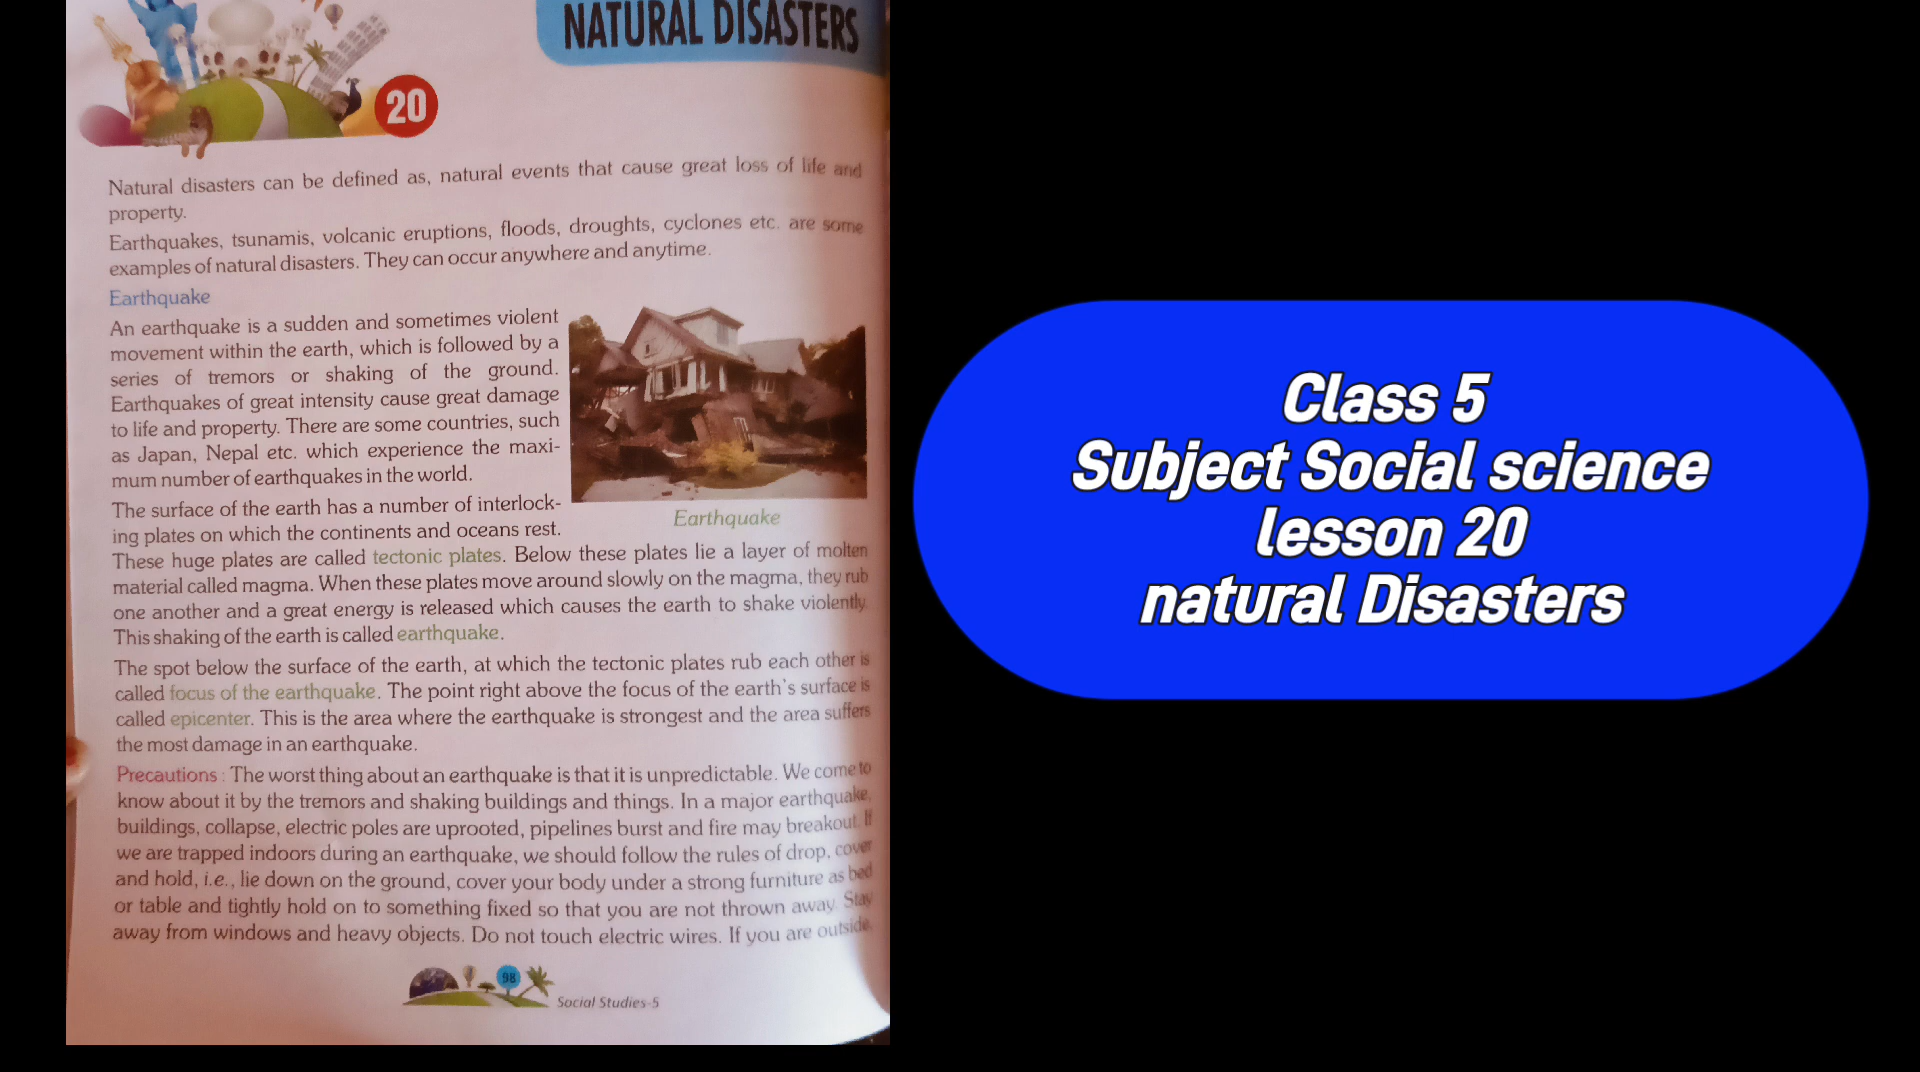 NATURAL DISASTERS
20
Natural disasters can be defined as, natural events that cause great loss of life and
property.
Earthquakes, tsunamis, volcanic eruptions, floods, droughts, cyclones etc. are some
examples of natural disasters. They can occur anywhere and anytime.
Earthquake
An earthquake is a sudden and sometimes violent
movement within the earth, which is followed by a
series of tremors or shaking of the ground.
Earthquakes of great intensity cause great damage
to life and property. There are some countries, such
as Japan, Nepal etc. which experience the maxi-
mum number of earthquakes in the world.
The surface of the earth has a number of interlock-
ing plates on which the continents and oceans rest.
Earthquake
These huge plates are called tectonic plates. Below these plates lie a layer of molten
material called magma. When these plates move around slowly on the magma, they rub
one another and a great energy is released which causes the earth to shake violently.
This shaking of the earth is called earthquake.
The spot below the surface of the earth, at which the tectonic plates rub each other is
called focus of the earthquake. The point right above the focus of the earth's surface is
called epicenter. This is the area where the earthquake is strongest and the area suffers
the most damage in an earthquake.
Precautions : The worst thing about an earthquake is that it is unpredictable. We come to
know about it by the tremors and shaking buildings and things. In a major earthquake,
buildings, collapse, electric poles are uprooted, pipelines burst and fire may breakout. If
we are trapped indoors during an earthquake, we should follow the rules of drop, cover
and hold, i.e., lie down on the ground, cover your body under a strong furniture as bed
or table and tightly hold on to something fixed so that you are not thrown away. Stay
away from windows and heavy objects. Do not touch electric wires. If you are outside,
98
Social Studies-5
Class 5
Subject Social science
lesson 20
natural Disasters